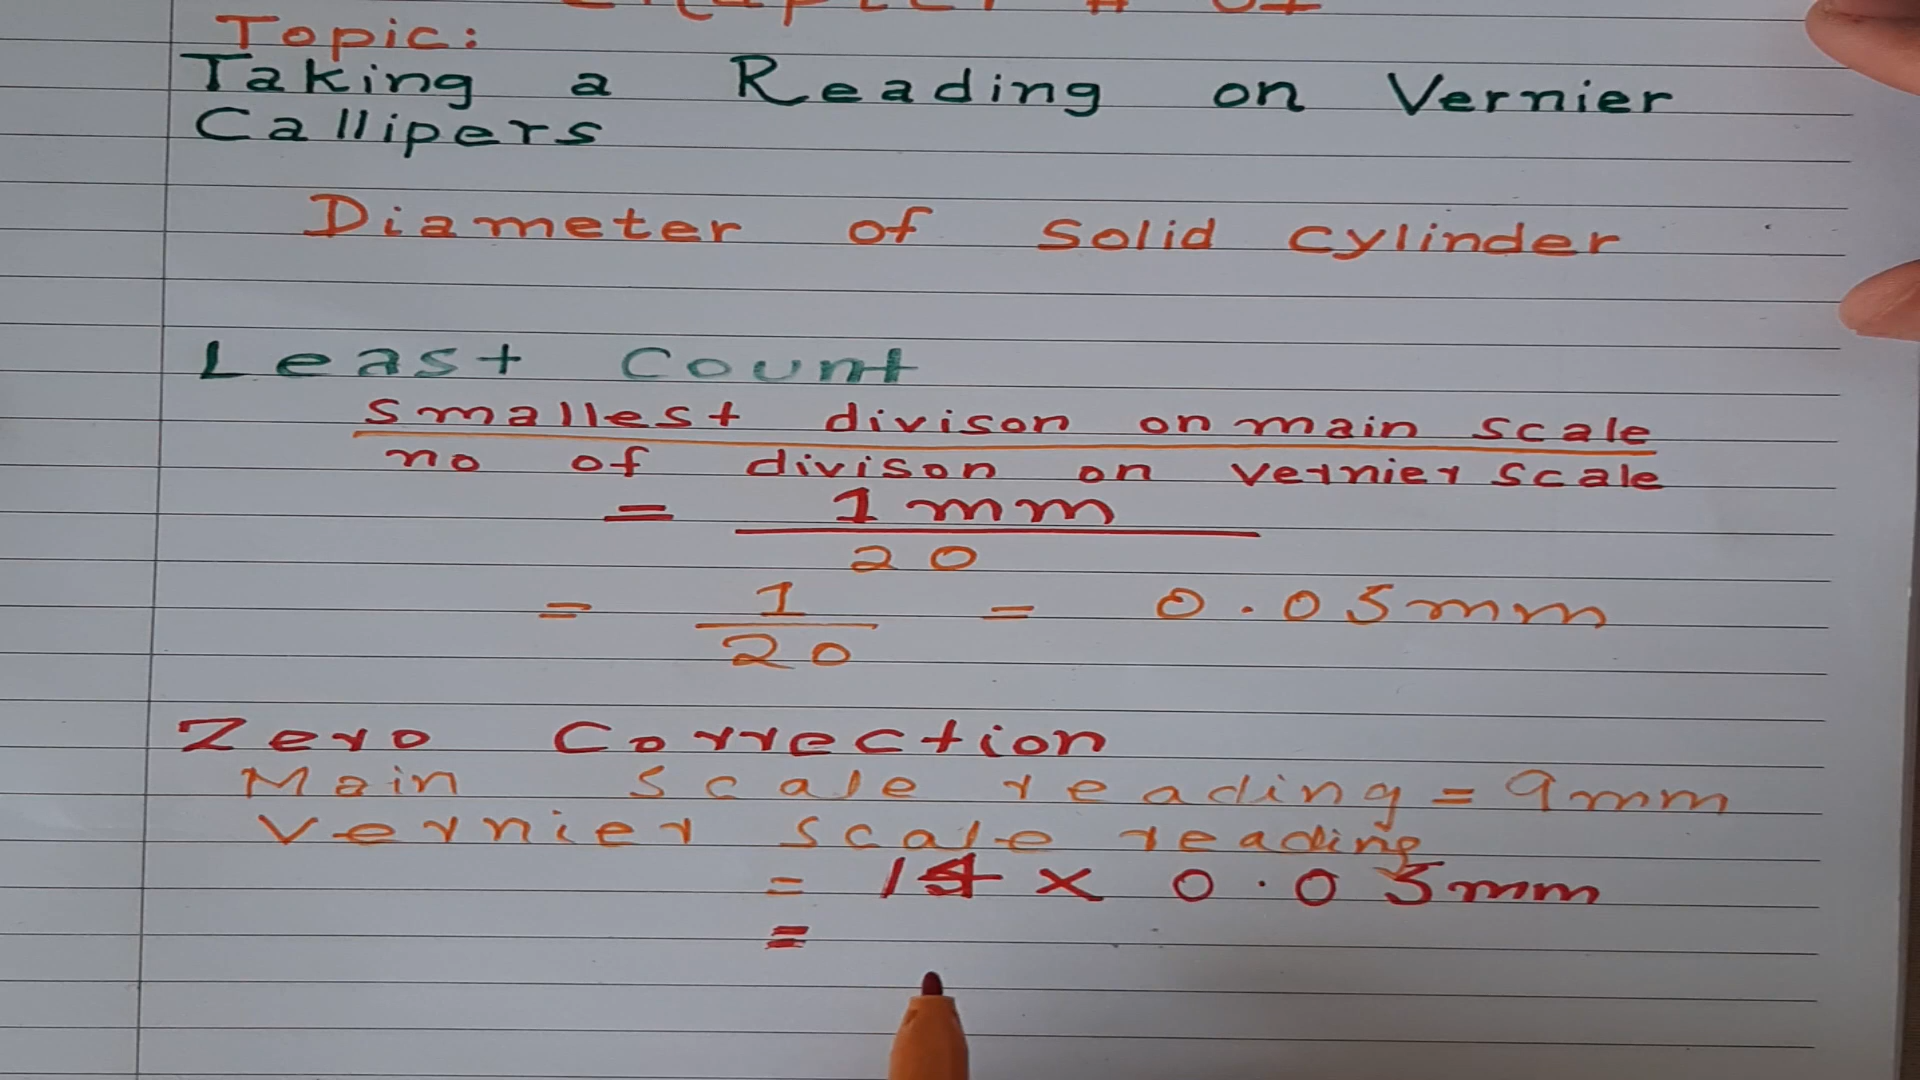 Topic:
Taking a Reading on Vernier
Callipers
Diameter of Solid cylinder
Least Count
Smallest divison on main scale
no of divison on vernier scale
= 1 mm
20
= 1 = 0.05mm
20
Zero Correction
Main Scale reading = 9mm
Vernier Scale reading
= 14 × 0.05mm
=